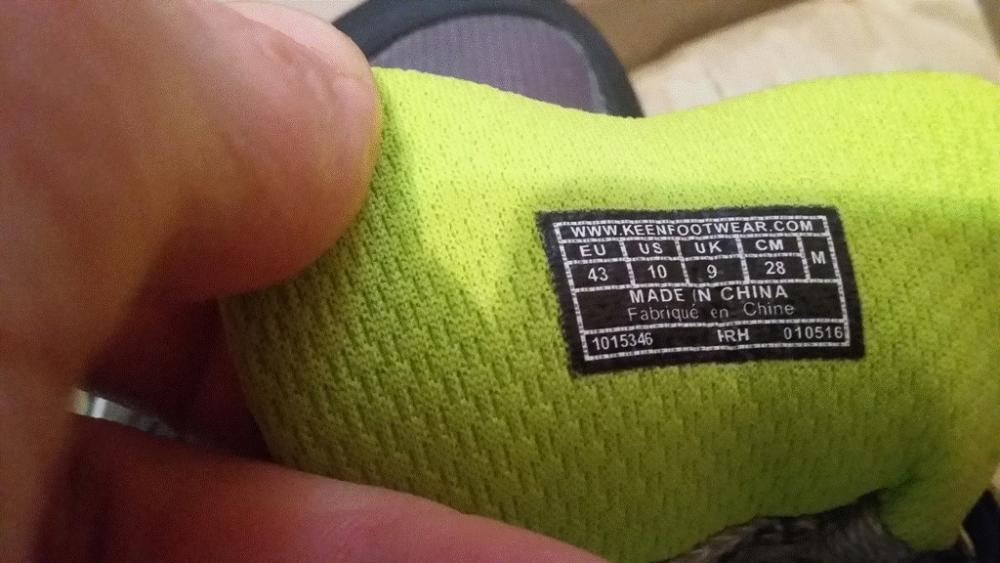 WWW.KEENFOOTWEAR.COM
EU US UK CM M
43 10 9 28
MADE IN CHINA
Fabriqué en Chine
1015346 IRH 010516